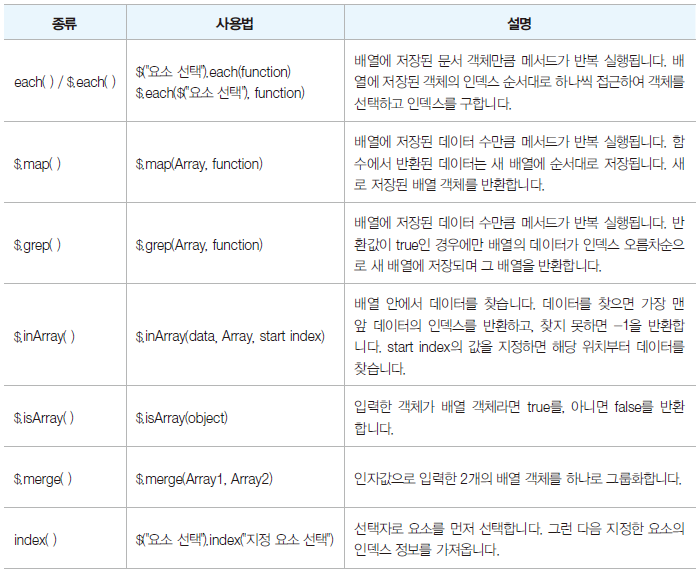 종류 사용법 설명
each( ) / $.each( )
$("요소 선택").each(function)
$.each($("요소 선택"), function)
배열에 저장된 문서 객체만큼 메서드가 반복 실행됩니다. 배
열에 저장된 객체의 인덱스 순서대로 하나씩 접근하여 객체를
선택하고 인덱스를 구합니다.
$.map( )
$.map(Array, function)
배열에 저장된 데이터 수만큼 메서드가 반복 실행됩니다. 함
수에서 반환된 데이터는 새 배열에 순서대로 저장됩니다. 새
로 저장된 배열 객체를 반환합니다.
$.grep( )
$.grep(Array, function)
배열에 저장된 데이터 수만큼 메서드가 반복 실행됩니다. 반
환값이 true인 경우에만 배열의 데이터가 인덱스 오름차순으
로 새 배열에 저장되며 그 배열을 반환합니다.
$.inArray( )
$.inArray(data, Array, start index)
배열 안에서 데이터를 찾습니다. 데이터를 찾으면 가장 맨
앞 데이터의 인덱스를 반환하고, 찾지 못하면 -1을 반환합
니다. start index의 값을 지정하면 해당 위치부터 데이터를
찾습니다.
$.isArray( )
$.isArray(object)
입력한 객체가 배열 객체라면 true를, 아니면 false를 반환
합니다.
$.merge( )
$.merge(Array1, Array2)
인자값으로 입력한 2개의 배열 객체를 하나로 그룹화합니다.
index( )
$("요소 선택").index("지정 요소 선택")
선택자로 요소를 먼저 선택합니다. 그런 다음 지정한 요소의
인덱스 정보를 가져옵니다.